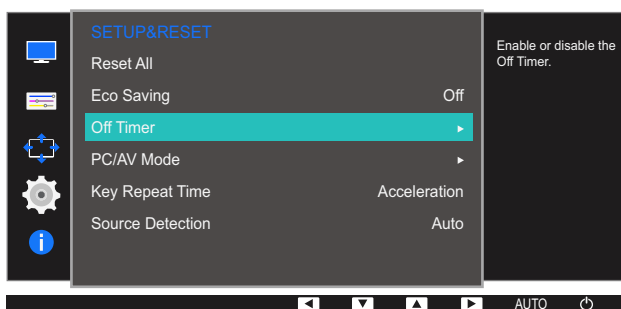 SETUP&RESET
Reset All
Eco Saving Off
Off Timer
PC/AV Mode
Key Repeat Time Acceleration
Source Detection Auto
Enable or disable the
Off Timer.
AUTO